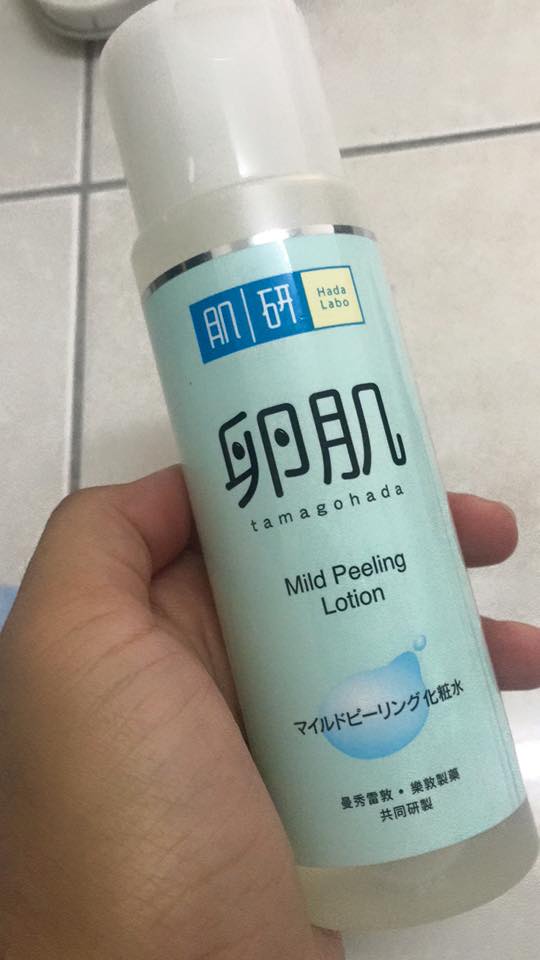 肌研
Hada
Labo
卵肌
tamagohada
Mild Peeling
Lotion
マイルドピーリング化粧水
曼秀雷敦・樂敦製藥
共同研製